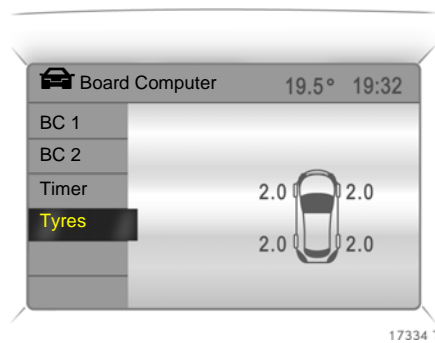 Board Computer 19.5° 19:32
BC 1
BC 2
Timer
Tyres
2.0 2.0
2.0 2.0
17334 T